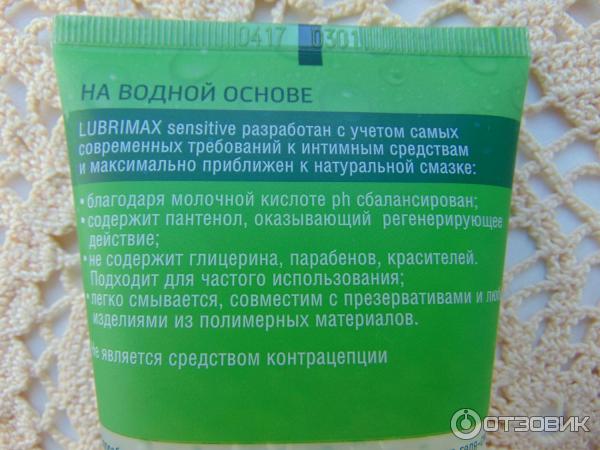 0417 0301
НА ВОДНОЙ ОСНОВЕ
LUBRIMAX sensitive разработан с учетом самых
современных требований к интимным средствам
и максимально приближен к натуральной смазке:
•благодаря молочной кислоте ph сбалансирован;
•содержит пантенол, оказывающий регенерирующее
действие;
•не содержит глицерина, парабенов, красителей.
Подходит для частого использования;
•легко смывается, совместим с презервативами и
изделиями из полимерных материалов.
не является средством контрацепции
ОТЗОВИК